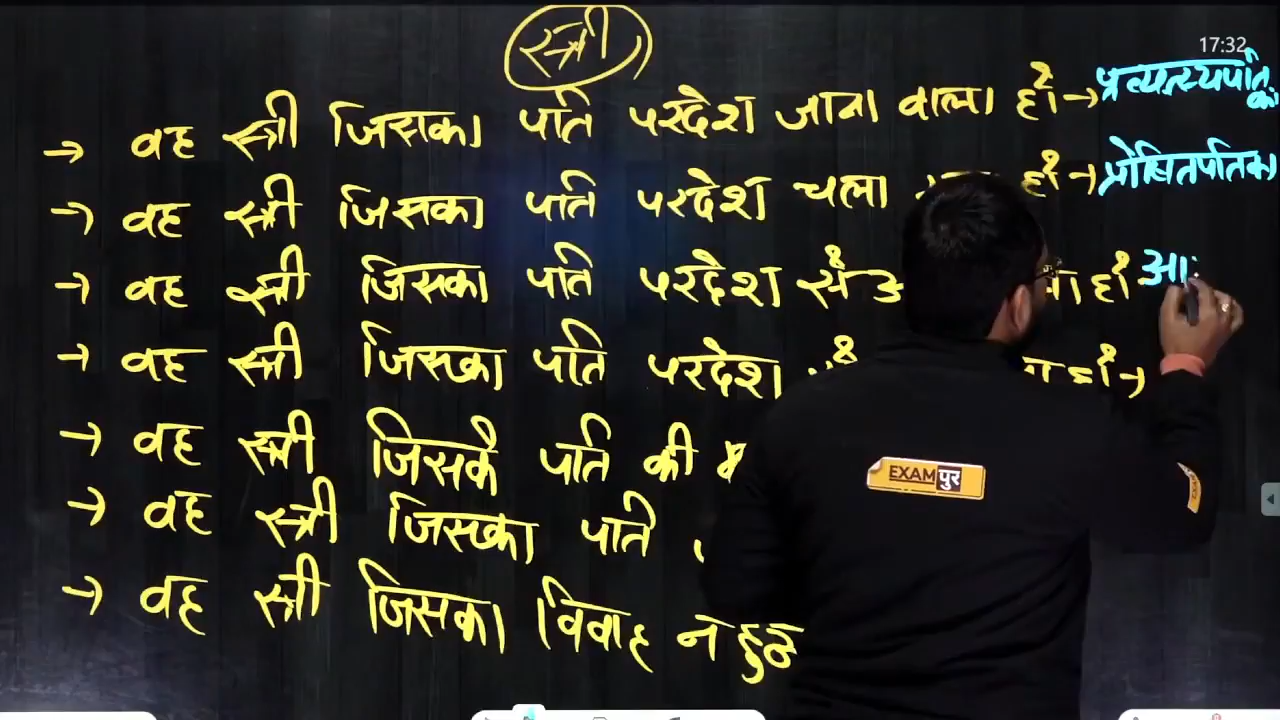 स्त्री
17:32
→ वह स्त्री जिसका पति परदेश जाना वाला हो → प्रत्यत्स्यपतिका
→ वह स्त्री जिसका पति परदेश चला हो → प्रोषितपतिका
→ वह स्त्री जिसका पति परदेश से हो आ
→ वह स्त्री जिसका पति परदेश हो →
→ वह स्त्री जिसके पति की
→ वह स्त्री जिसका पति
→ वह स्त्री जिसका विवाह न हुआ
EXAMपुर
EXAM